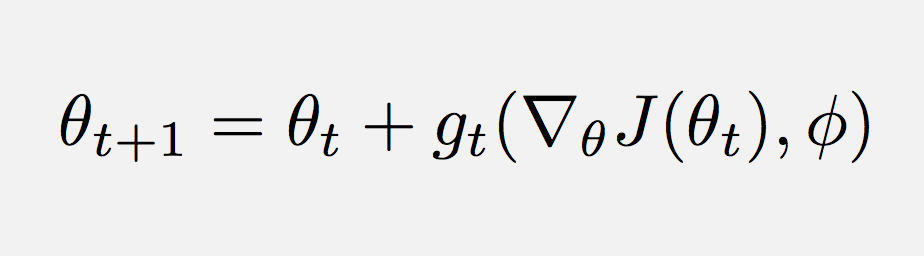 θ_{t+1} = θ_t + g_t(∇_θ J(θ_t), ϕ)